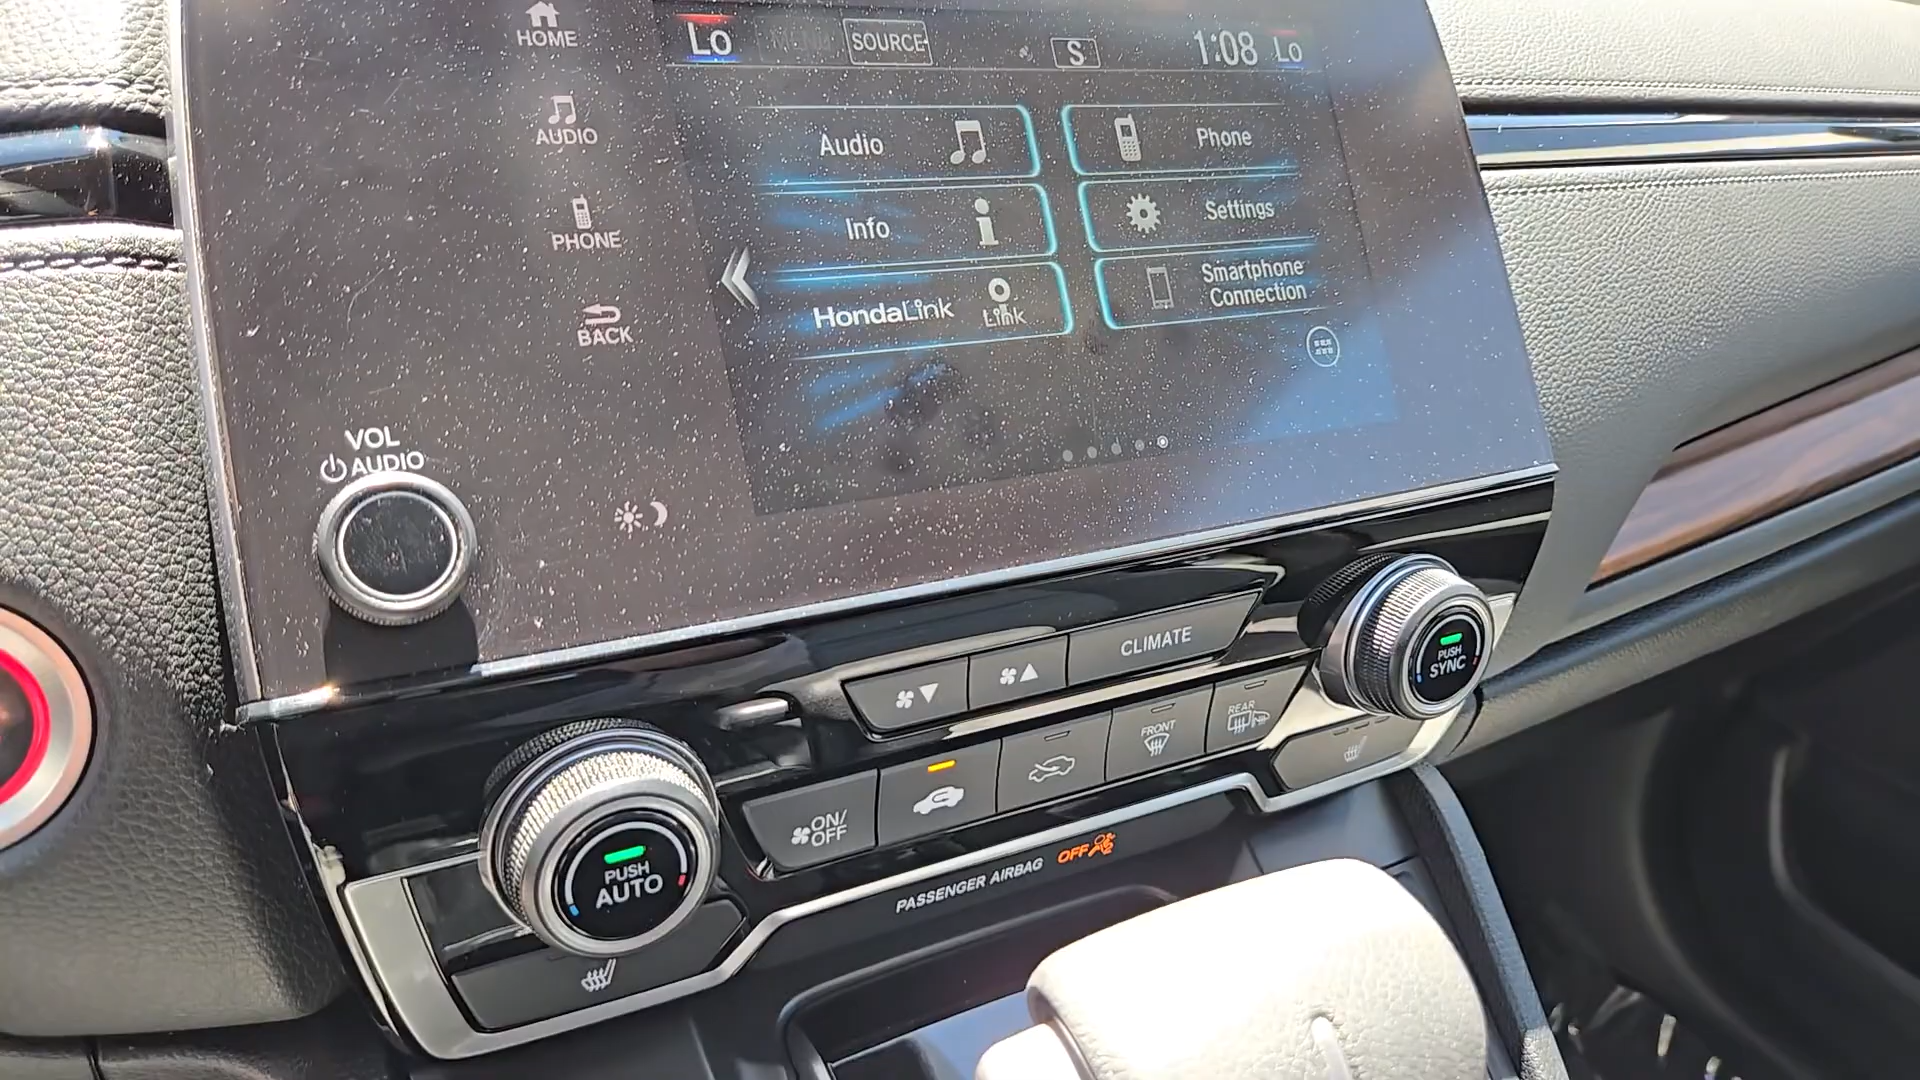 HOME
AUDIO
PHONE
BACK
VOL
AUDIO
Lo
MENU
SOURCE
S
1:08
Lo
Audio
Phone
Info
Settings
HondaLink
Link
Smartphone
Connection
CLIMATE
PUSH
SYNC
ON/
OFF
FRONT
REAR
PUSH
AUTO
PASSENGER AIRBAG
OFF